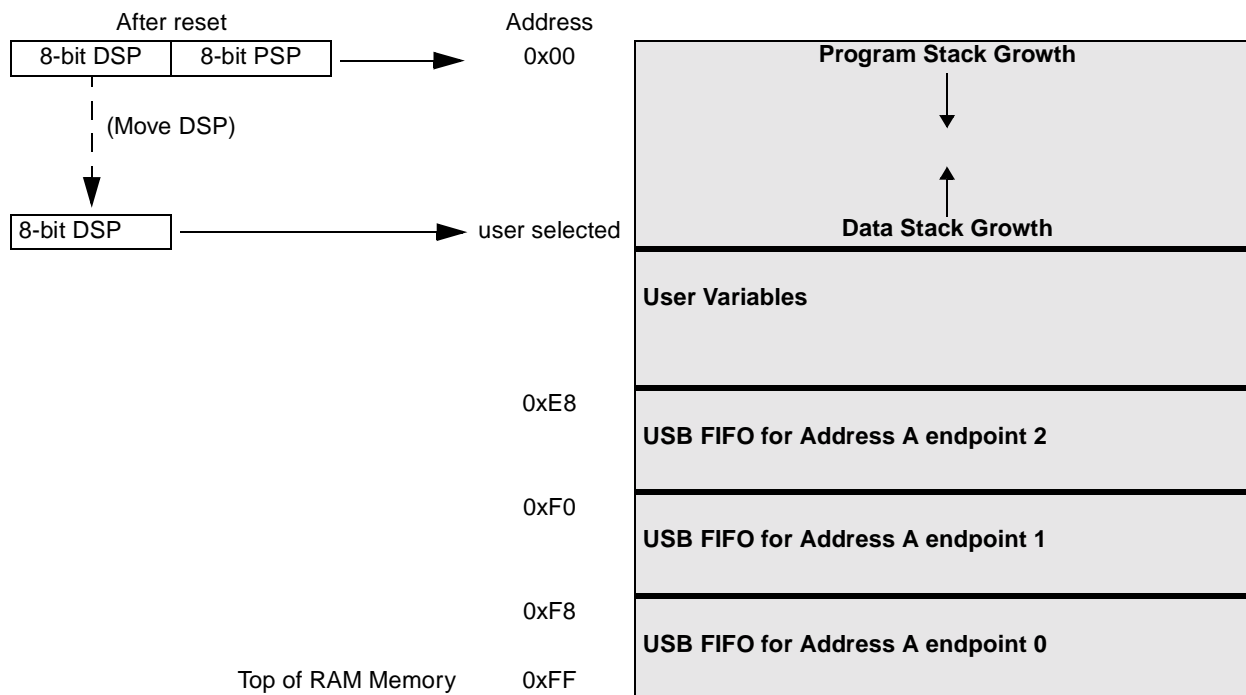 After reset
Address
8-bit DSP 8-bit PSP 0x00 Program Stack Growth
(Move DSP)
8-bit DSP user selected Data Stack Growth
User Variables
0xE8
USB FIFO for Address A endpoint 2
0xF0
USB FIFO for Address A endpoint 1
0xF8
USB FIFO for Address A endpoint 0
Top of RAM Memory 0xFF